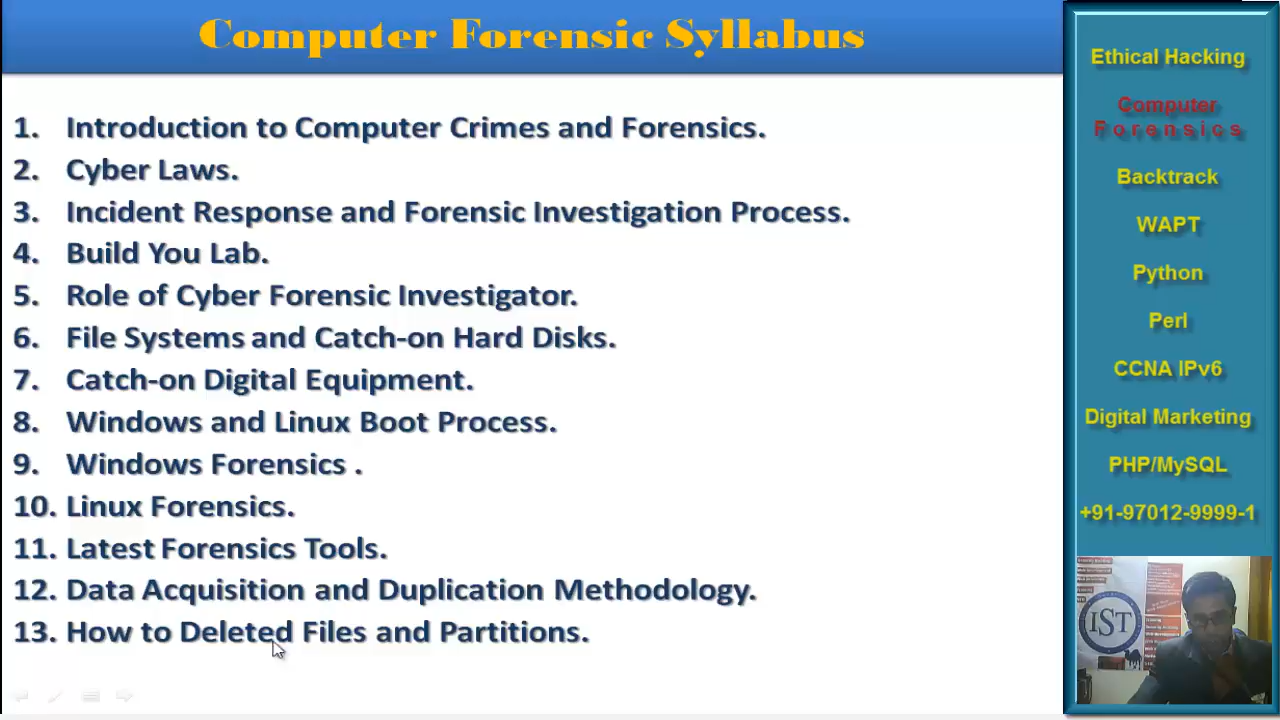 Computer Forensic Syllabus
1. Introduction to Computer Crimes and Forensics.
2. Cyber Laws.
3. Incident Response and Forensic Investigation Process.
4. Build You Lab.
5. Role of Cyber Forensic Investigator.
6. File Systems and Catch-on Hard Disks.
7. Catch-on Digital Equipment.
8. Windows and Linux Boot Process.
9. Windows Forensics .
10. Linux Forensics.
11. Latest Forensics Tools.
12. Data Acquisition and Duplication Methodology.
13. How to Deleted Files and Partitions.
Ethical Hacking
Computer
Forensics
Backtrack
WAPT
Python
Perl
CCNA IPv6
Digital Marketing
PHP/MySQL
+91-97012-9999-1
IST